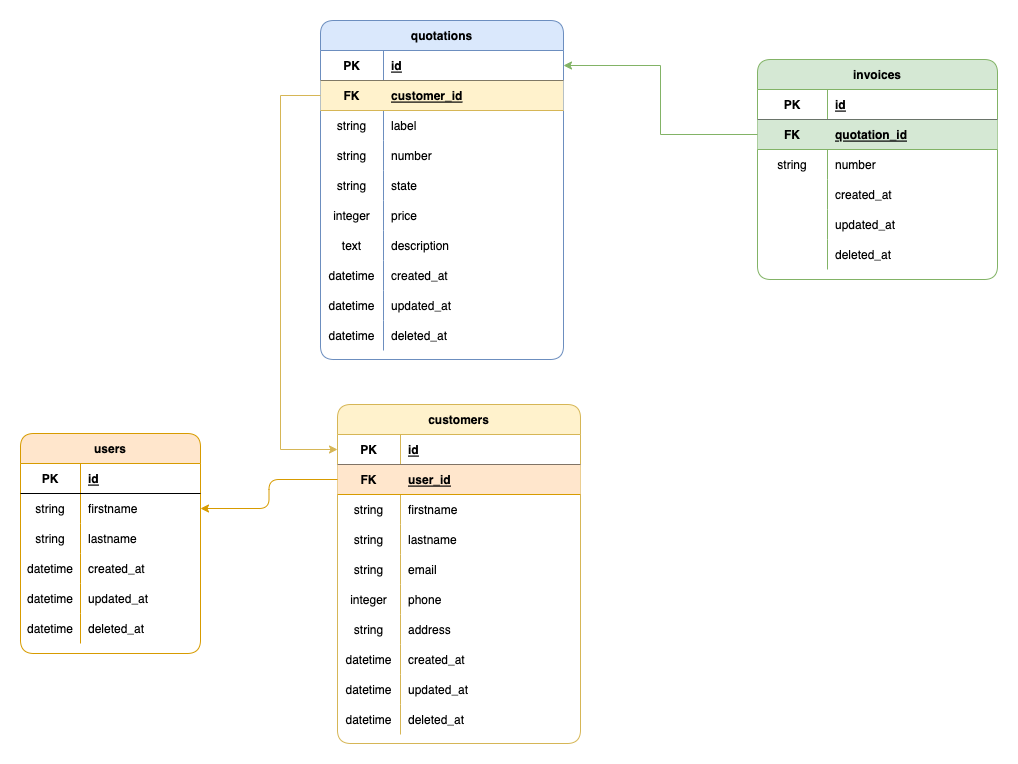 quotations
PK id
FK customer_id
string label
string number
string state
integer price
text description
datetime created_at
datetime updated_at
datetime deleted_at
invoices
PK id
FK quotation_id
string number
created_at
updated_at
deleted_at
users
PK id
string firstname
string lastname
datetime created_at
datetime updated_at
datetime deleted_at
customers
PK id
FK user_id
string firstname
string lastname
string email
integer phone
string address
datetime created_at
datetime updated_at
datetime deleted_at